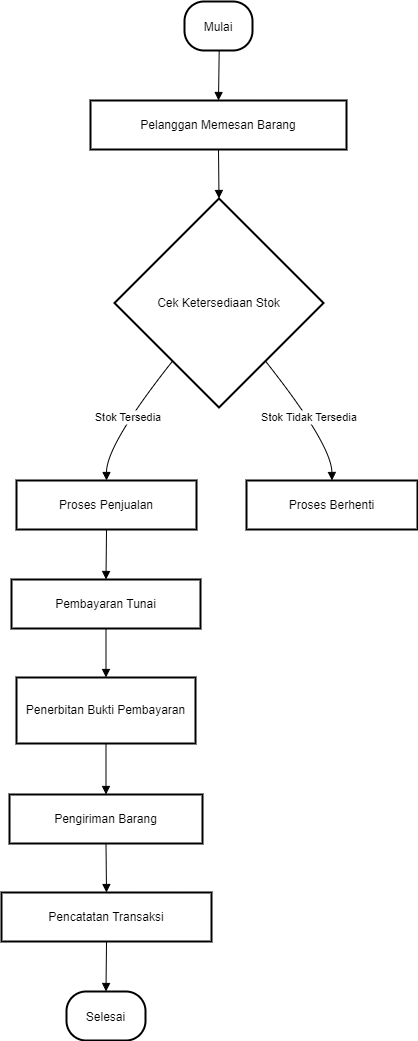 Mulai
Pelanggan Memesan Barang
Cek Ketersediaan Stok
Stok Tersedia
Stok Tidak Tersedia
Proses Penjualan
Proses Berhenti
Pembayaran Tunai
Penerbitan Bukti Pembayaran
Pengiriman Barang
Pencatatan Transaksi
Selesai